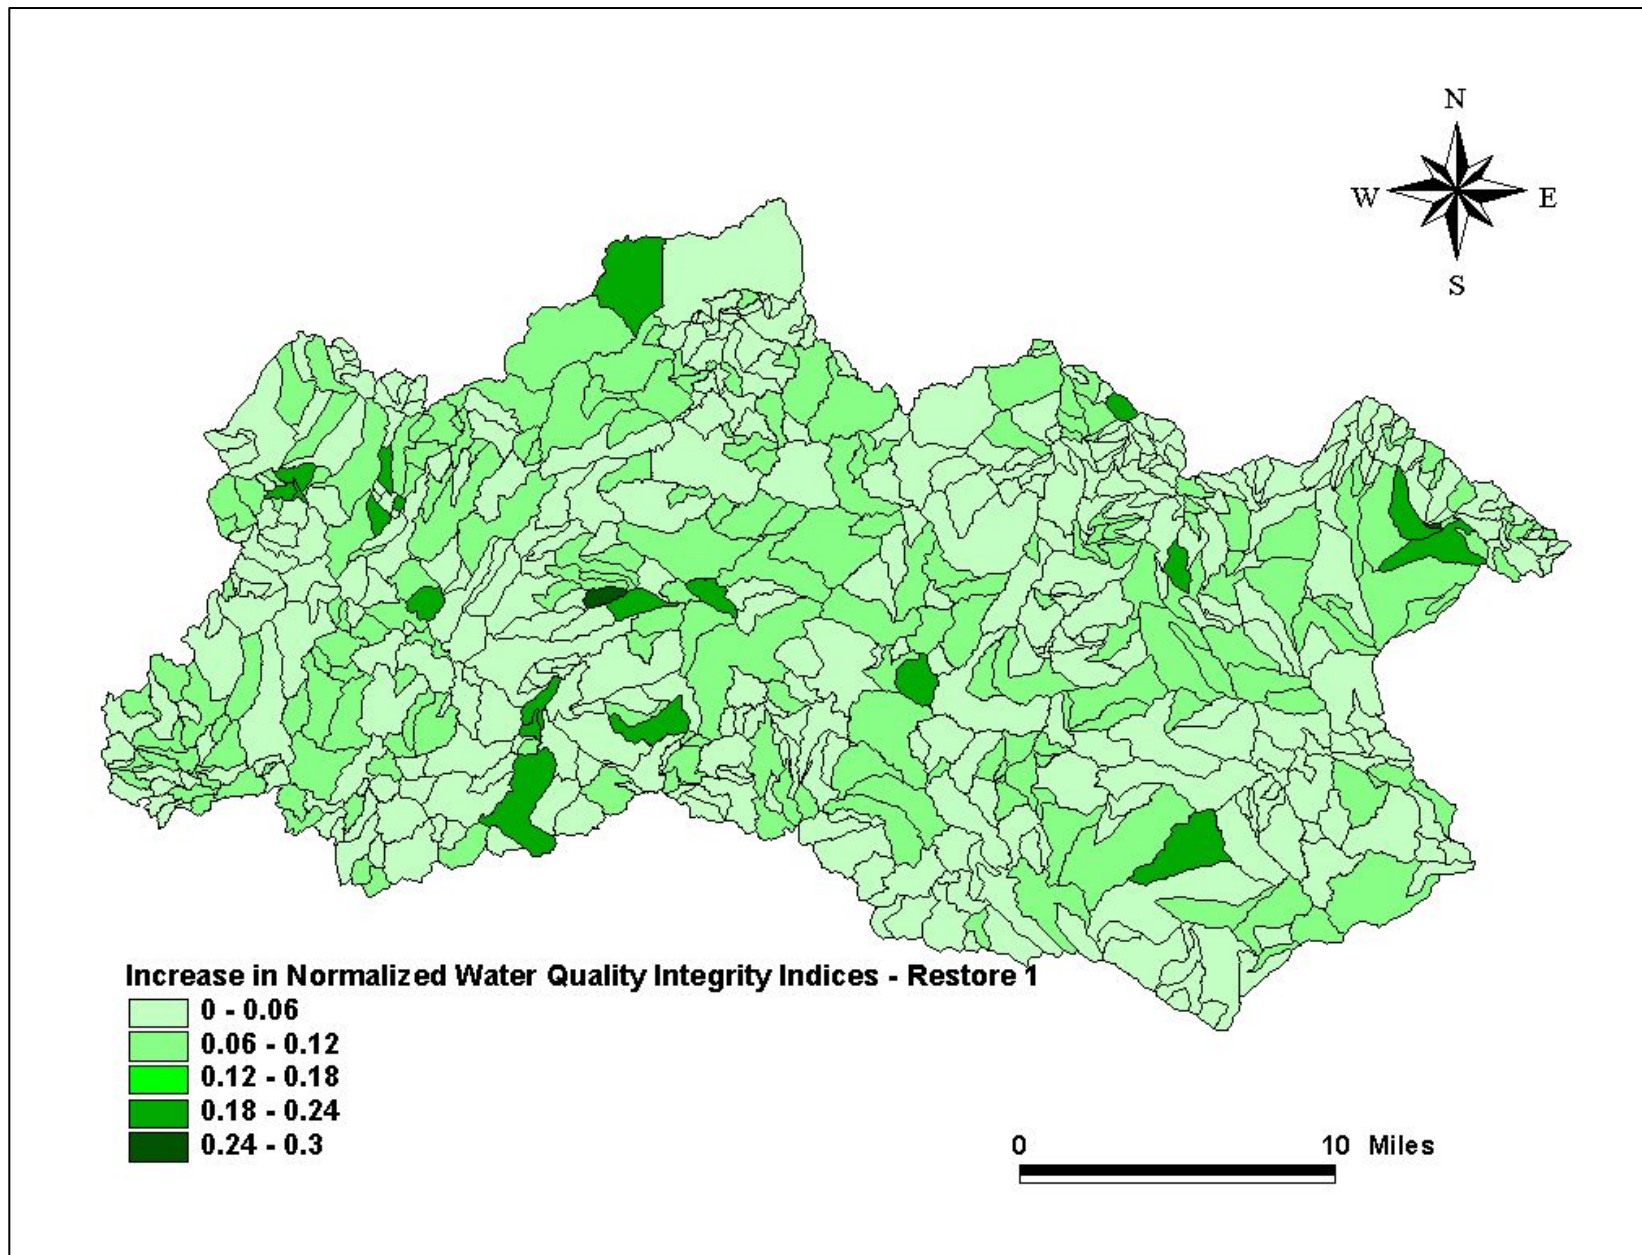 N
W E
S
Increase in Normalized Water Quality Integrity Indices - Restore 1
0 - 0.06
0.06 - 0.12
0.12 - 0.18
0.18 - 0.24
0.24 - 0.3
0 10 Miles